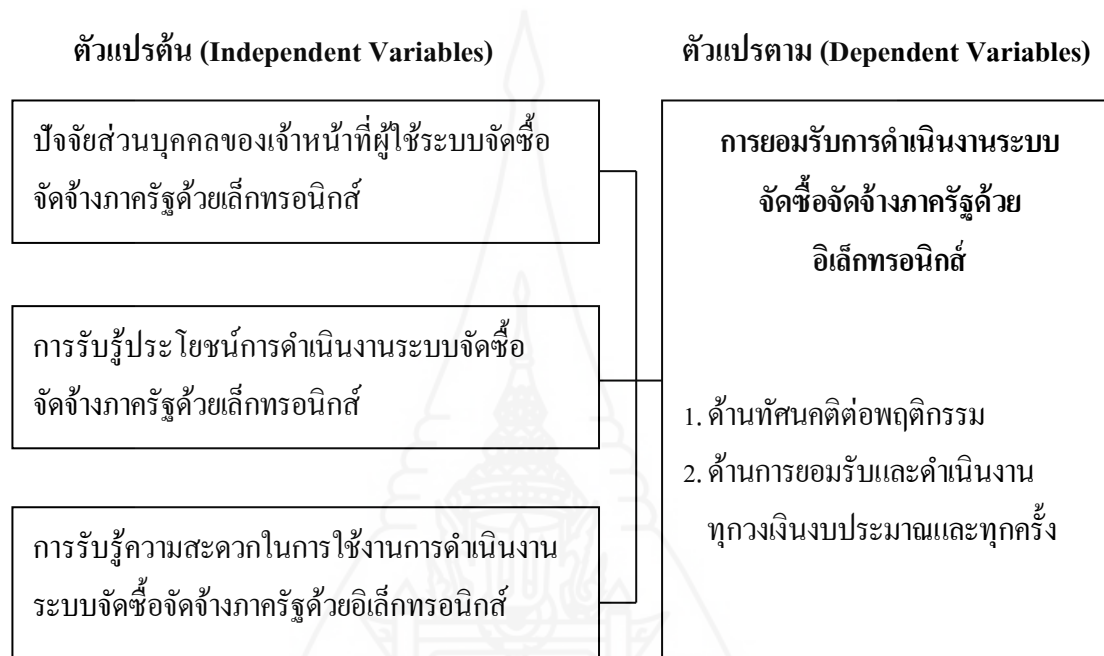 ตัวแปรต้น (Independent Variables)
ปัจจัยส่วนบุคคลของเจ้าหน้าที่ผู้ใช้ระบบจัดซื้อ
จัดจ้างภาครัฐด้วยเล็กทรอนิกส์
การรับรู้ประโยชน์การดำเนินงานระบบจัดซื้อ
จัดจ้างภาครัฐด้วยเล็กทรอนิกส์
การรับรู้ความสะดวกในการใช้งานการดำเนินงาน
ระบบจัดซื้อจัดจ้างภาครัฐด้วยอิเล็กทรอนิกส์
ตัวแปรตาม (Dependent Variables)
การยอมรับการดำเนินงานระบบ
จัดซื้อจัดจ้างภาครัฐด้วย
อิเล็กทรอนิกส์
1. ด้านทัศนคติต่อพฤติกรรม
2. ด้านการยอมรับและดำเนินงาน
ทุกวงเงินงบประมาณและทุกครั้ง